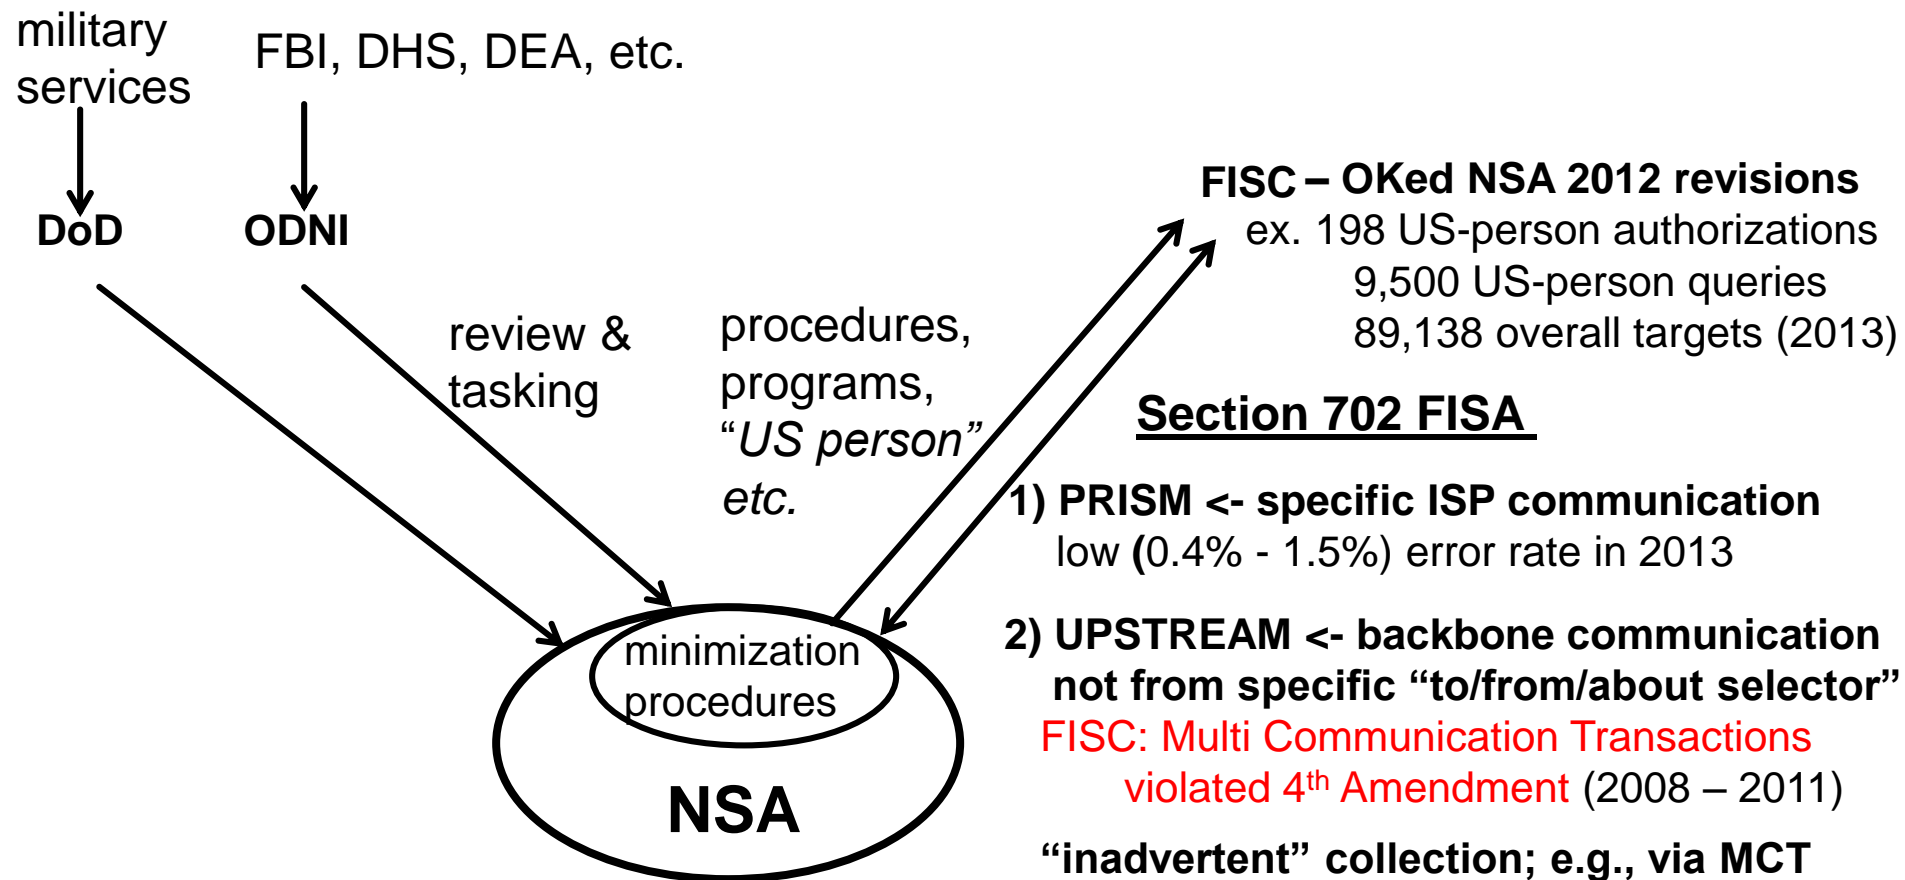 military
services
FBI, DHS, DEA, etc.
DoD
ODNI
review &
tasking
procedures,
programs,
“US person”
etc.
minimization
procedures
NSA
FISC – OKed NSA 2012 revisions
ex. 198 US-person authorizations
9,500 US-person queries
89,138 overall targets (2013)
Section 702 FISA
1) PRISM <- specific ISP communication
low (0.4% - 1.5%) error rate in 2013
2) UPSTREAM <- backbone communication
not from specific “to/from/about selector”
FISC: Multi Communication Transactions
violated 4th Amendment (2008 – 2011)
“inadvertent” collection; e.g., via MCT